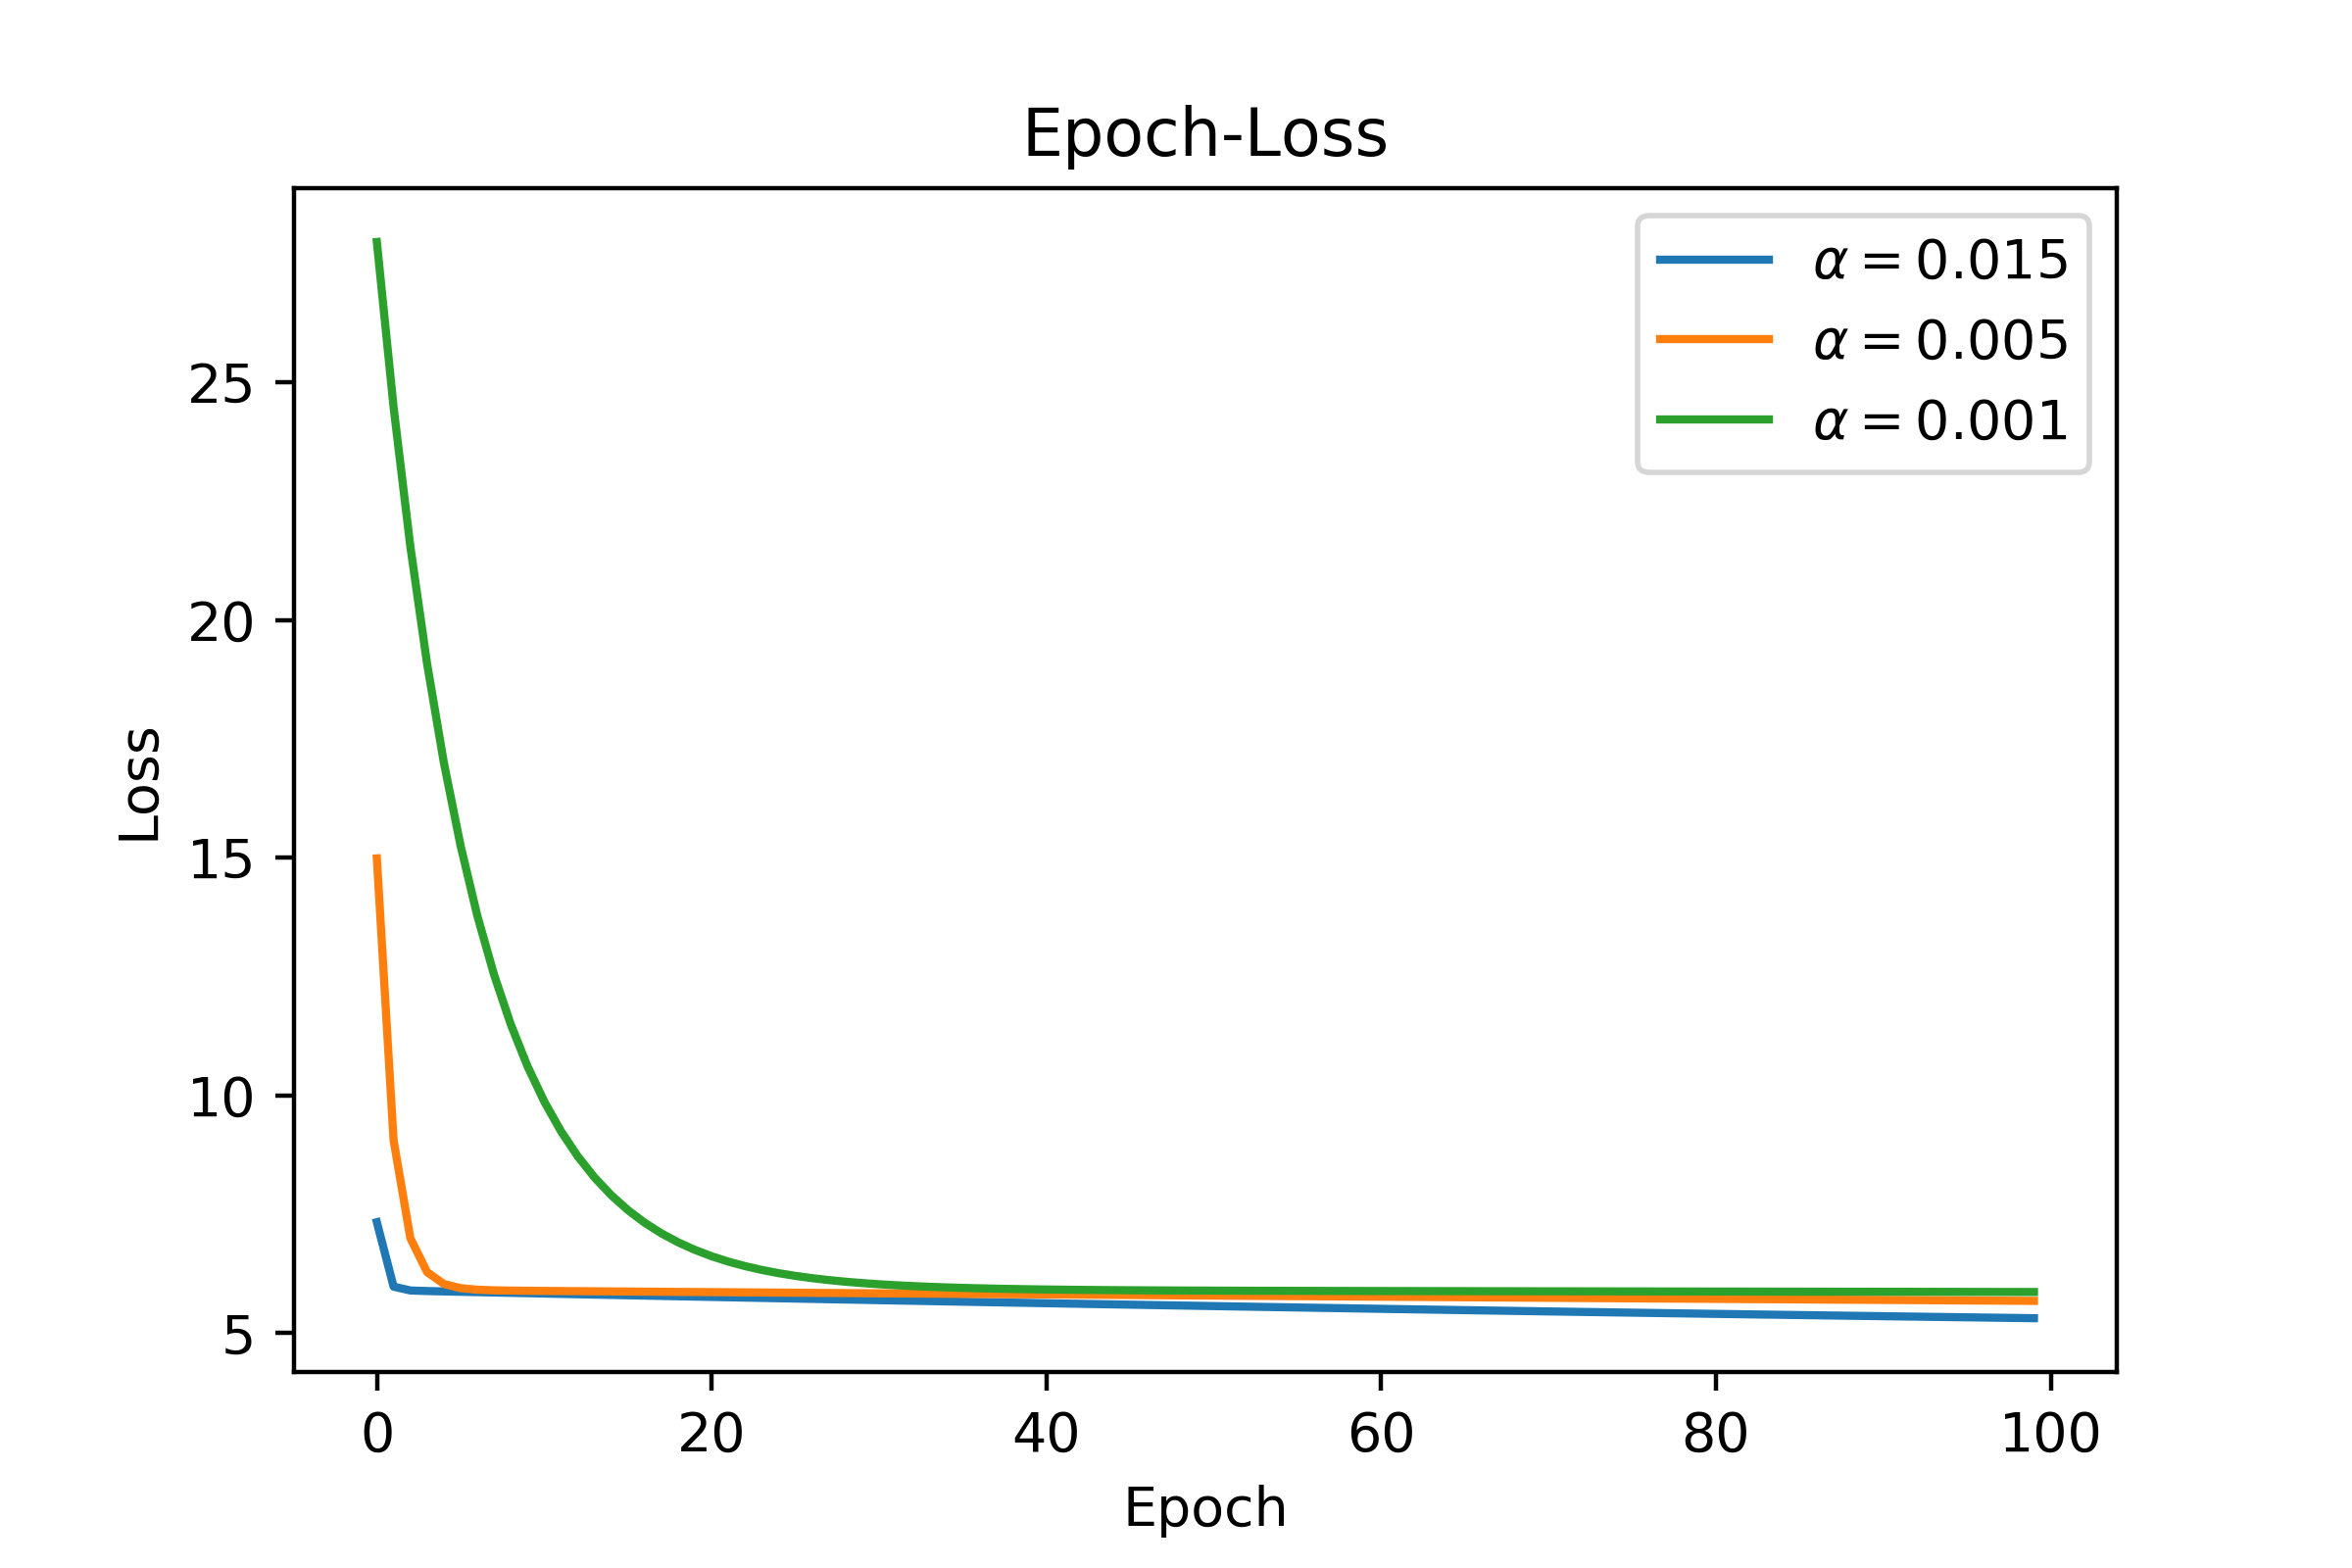 Epoch-Loss
α = 0.015
α = 0.005
α = 0.001
25
20
15
10
5
Loss
0 20 40 60 80 100
Epoch